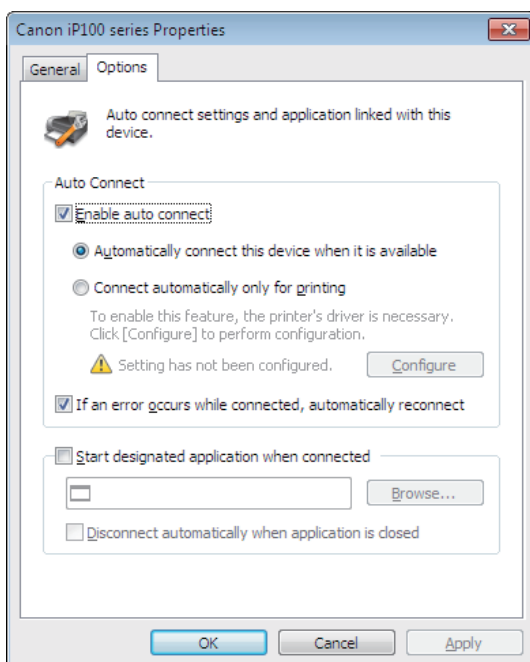 Canon iP100 series Properties
General Options
Auto connect settings and application linked with this
device.
Auto Connect
Enable auto connect
Automatically connect this device when it is available
Connect automatically only for printing
To enable this feature, the printer's driver is necessary.
Click [Configure] to perform configuration.
Setting has not been configured. Configure
If an error occurs while connected, automatically reconnect
Start designated application when connected
Browse...
Disconnect automatically when application is closed
OK Cancel Apply